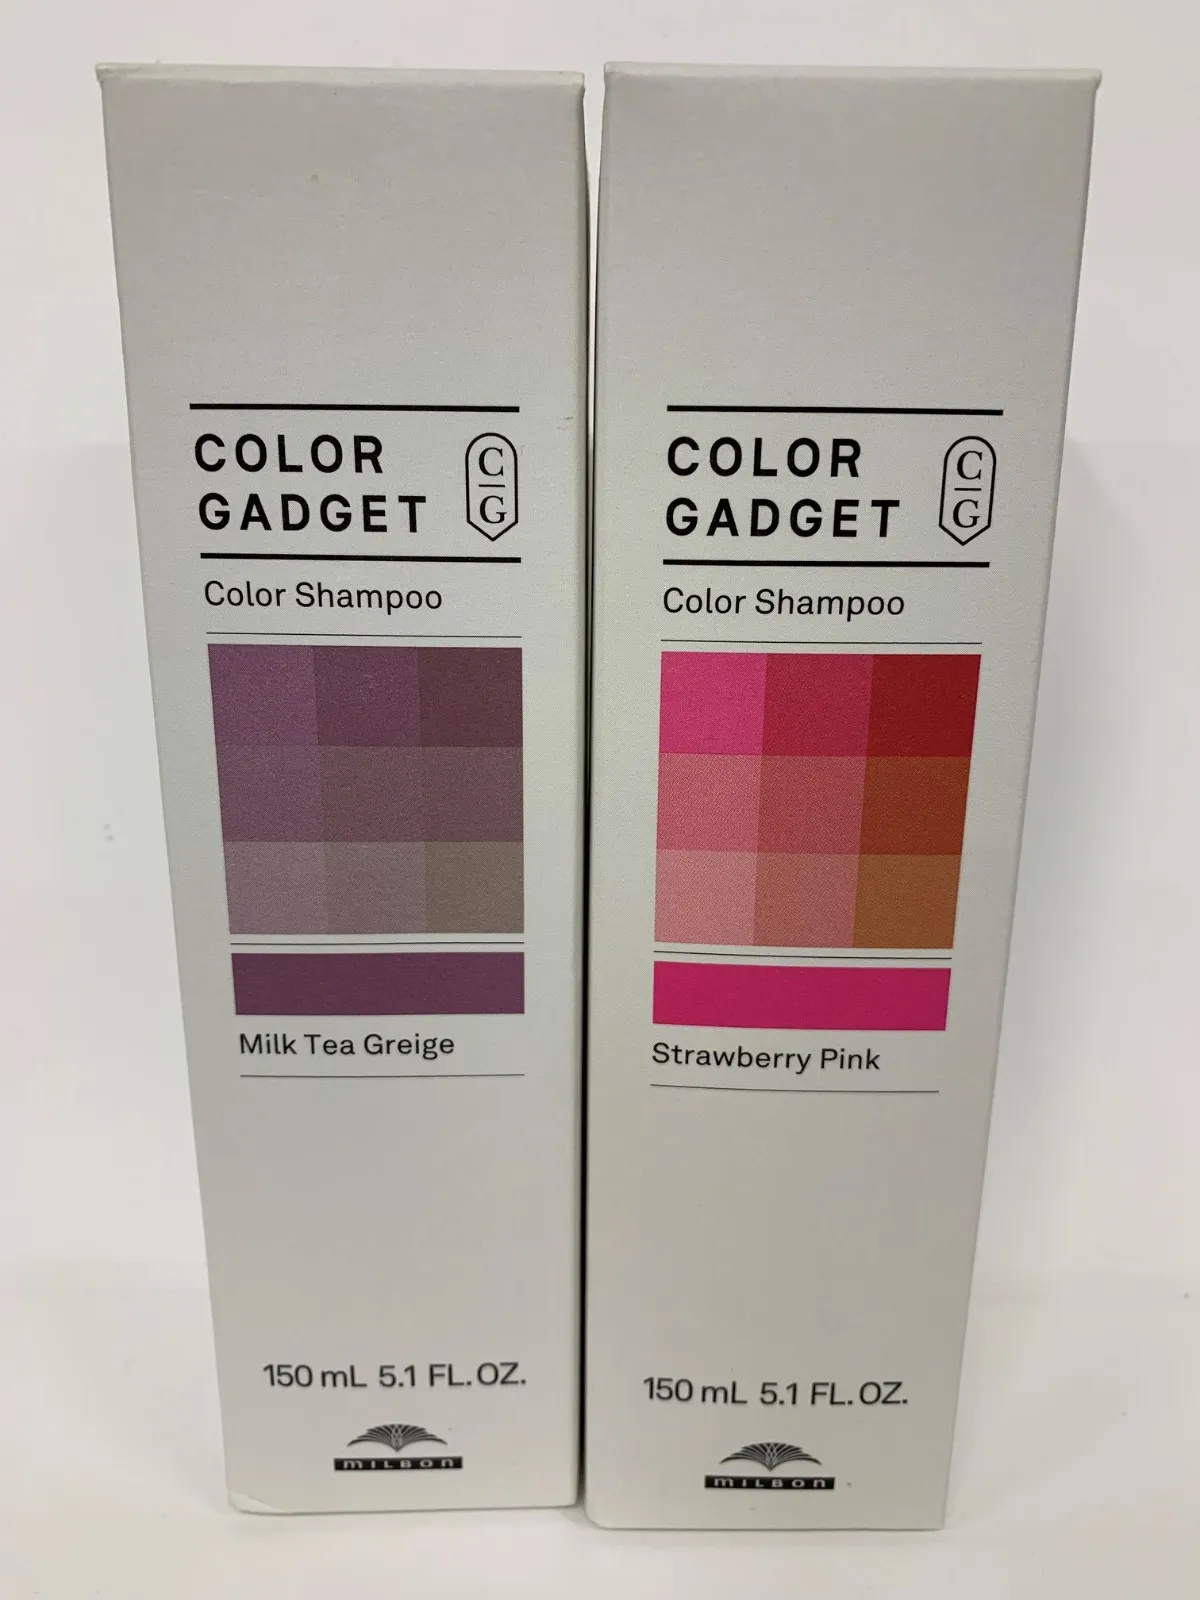 COLOR
GADGET
C
G
Color Shampoo
Milk Tea Greige
150 mL 5.1 FL. OZ.
MILBON
COLOR
GADGET
C
G
Color Shampoo
Strawberry Pink
150 mL 5.1 FL. OZ.
MILBON